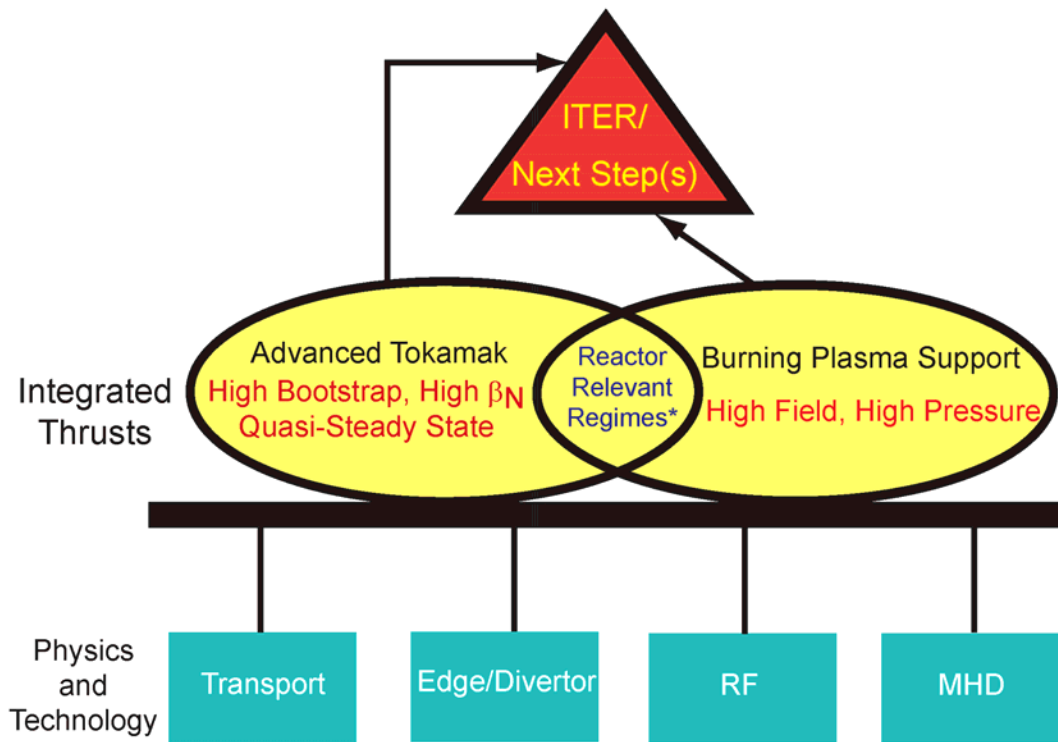 ITER/
Next Step(s)
Integrated
Thrusts
Advanced Tokamak
High Bootstrap, High βN
Quasi-Steady State
Reactor
Relevant
Regimes*
Burning Plasma Support
High Field, High Pressure
Physics
and
Technology
Transport
Edge/Divertor
RF
MHD